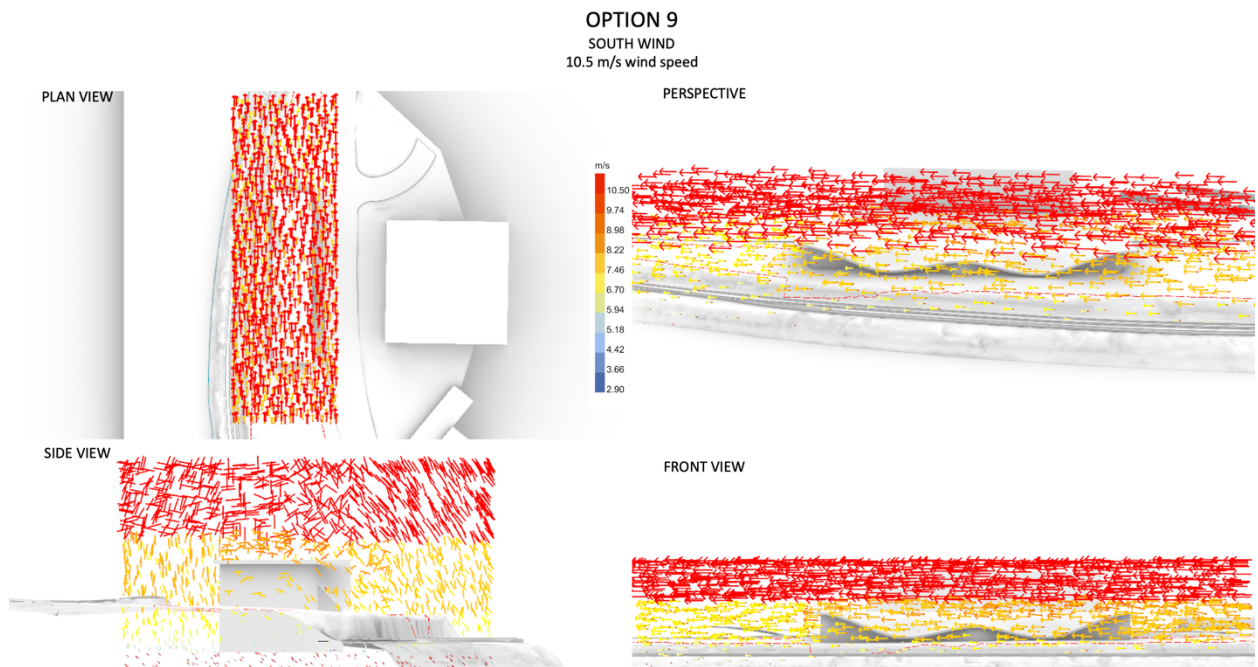 OPTION 9
SOUTH WIND
10.5 m/s wind speed
PLAN VIEW
PERSPECTIVE
m/s
10.50
9.74
8.98
8.22
7.46
6.70
5.94
5.18
4.42
3.66
2.90
SIDE VIEW
FRONT VIEW